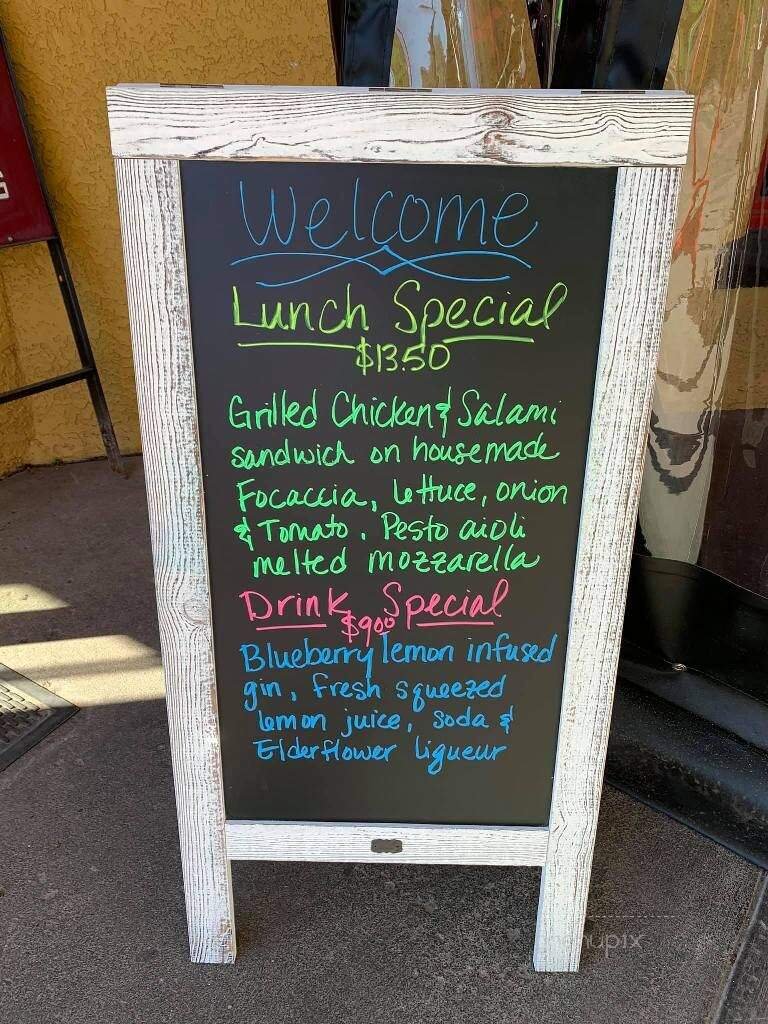 Welcome
Lunch Special
$13.50
Grilled Chicken & Salami
sandwich on housemade
Focaccia, lettuce, onion
& Tomato. Pesto aioli
melted mozzarella
Drink Special
$9.00
Blueberry lemon infused
gin, fresh squeezed
lemon juice, soda &
Elderflower liqueur